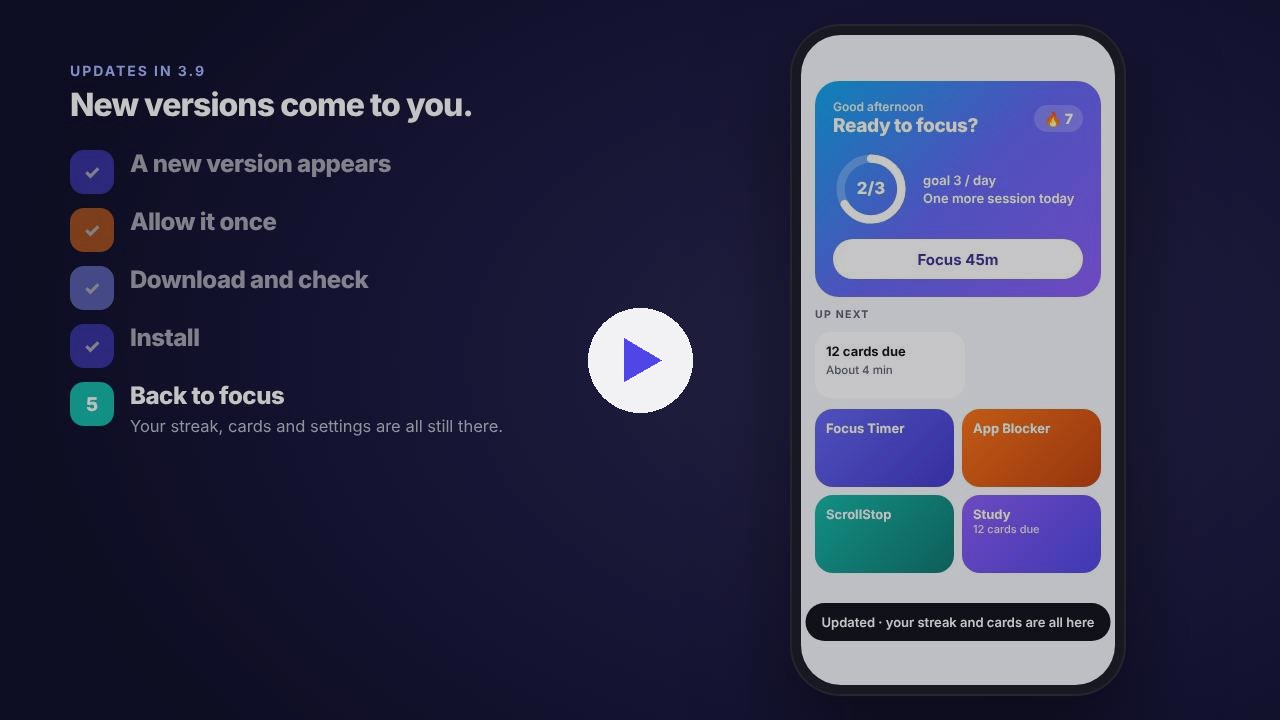 UPDATES IN 3.9
New versions come to you.
A new version appears
Allow it once
Download and check
Install
5
Back to focus
Your streak, cards and settings are all still there.
Good afternoon
Ready to focus?
🔥 7
2/3
goal 3 / day
One more session today
Focus 45m
UP NEXT
12 cards due
About 4 min
Focus Timer
App Blocker
ScrollStop
Study
12 cards due
Updated · your streak and cards are all here